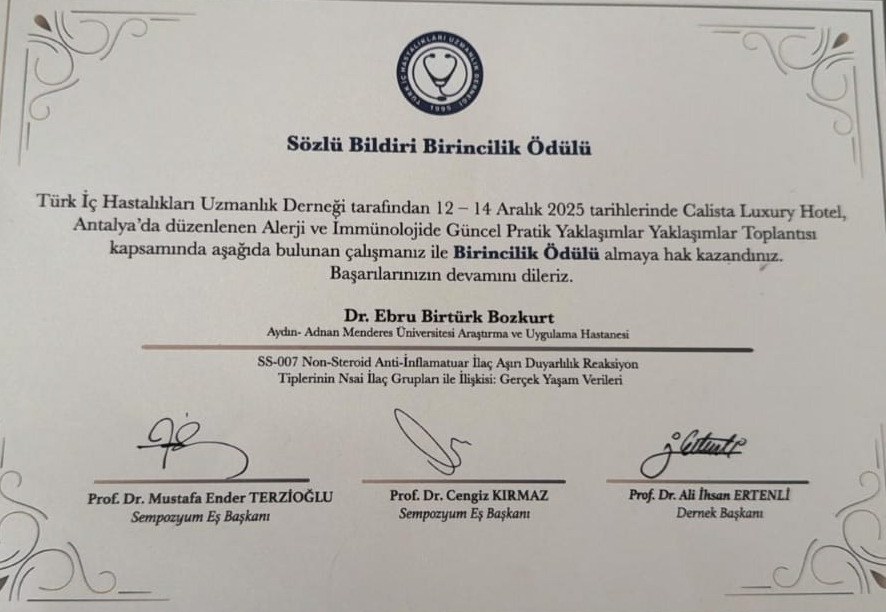 TÜRK İÇ HASTALIKLARI UZMANLIK DERNEĞİ
1995
Sözlü Bildiri Birincilik Ödülü
Türk İç Hastalıkları Uzmanlık Derneği tarafından 12 – 14 Aralık 2025 tarihlerinde Calista Luxury Hotel,
Antalya'da düzenlenen Alerji ve İmmünolojide Güncel Pratik Yaklaşımlar Yaklaşımlar Toplantısı
kapsamında aşağıda bulunan çalışmanız ile Birincilik Ödülü almaya hak kazandınız.
Başarılarınızın devamını dileriz.
Dr. Ebru Birtürk Bozkurt
Aydın- Adnan Menderes Üniversitesi Araştırma ve Uygulama Hastanesi
SS-007 Non-Steroid Anti-İnflamatuar İlaç Aşırı Duyarlılık Reaksiyon
Tiplerinin Nsai İlaç Grupları ile İlişkisi: Gerçek Yaşam Verileri
Prof. Dr. Mustafa Ender TERZİOĞLU
Sempozyum Eş Başkanı
Prof. Dr. Cengiz KIRMAZ
Sempozyum Eş Başkanı
Prof. Dr. Ali İhsan ERTENLİ
Dernek Başkanı